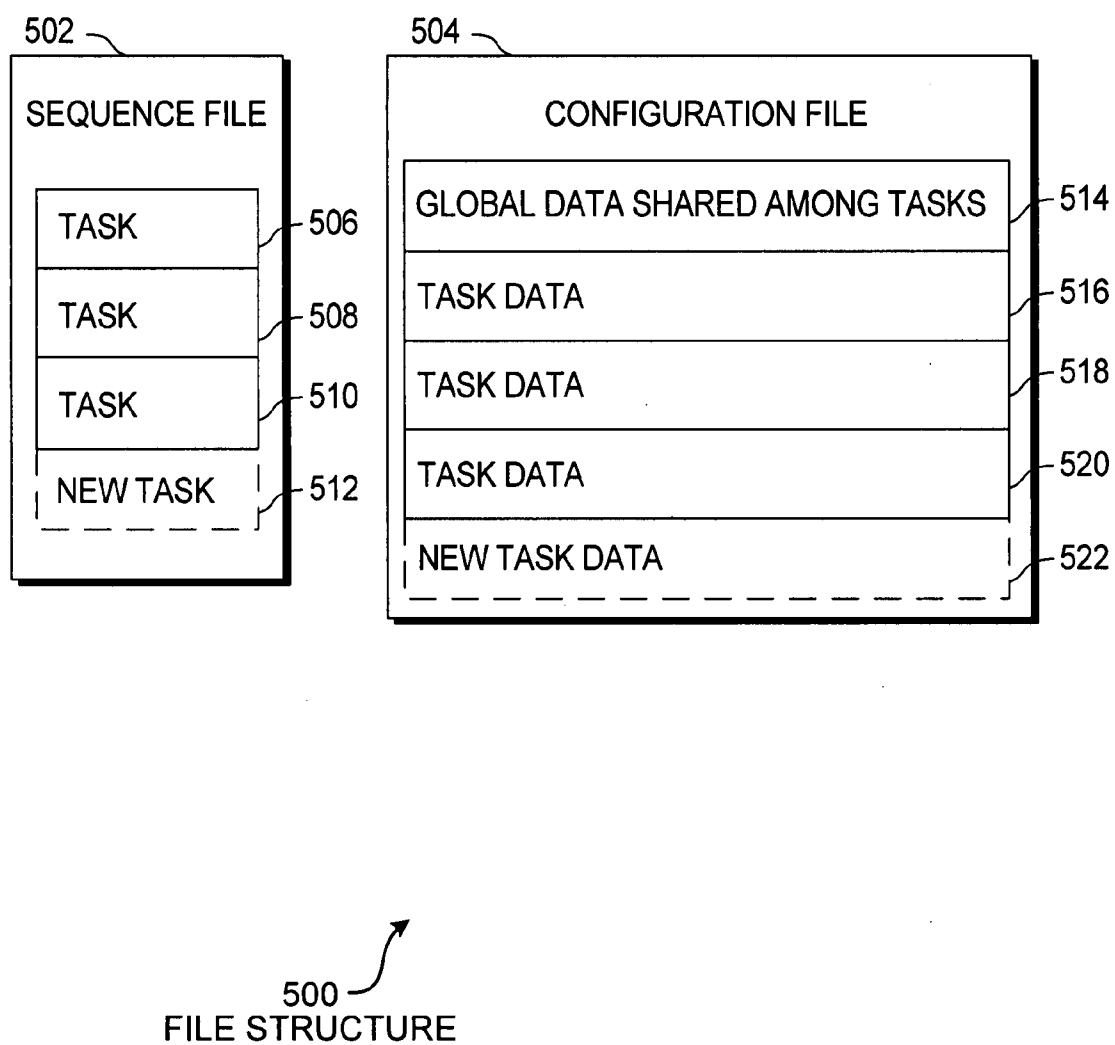 502
SEQUENCE FILE
TASK
506
TASK
508
TASK
510
NEW TASK
512
504
CONFIGURATION FILE
GLOBAL DATA SHARED AMONG TASKS
514
TASK DATA
516
TASK DATA
518
TASK DATA
520
NEW TASK DATA
522
500
FILE STRUCTURE